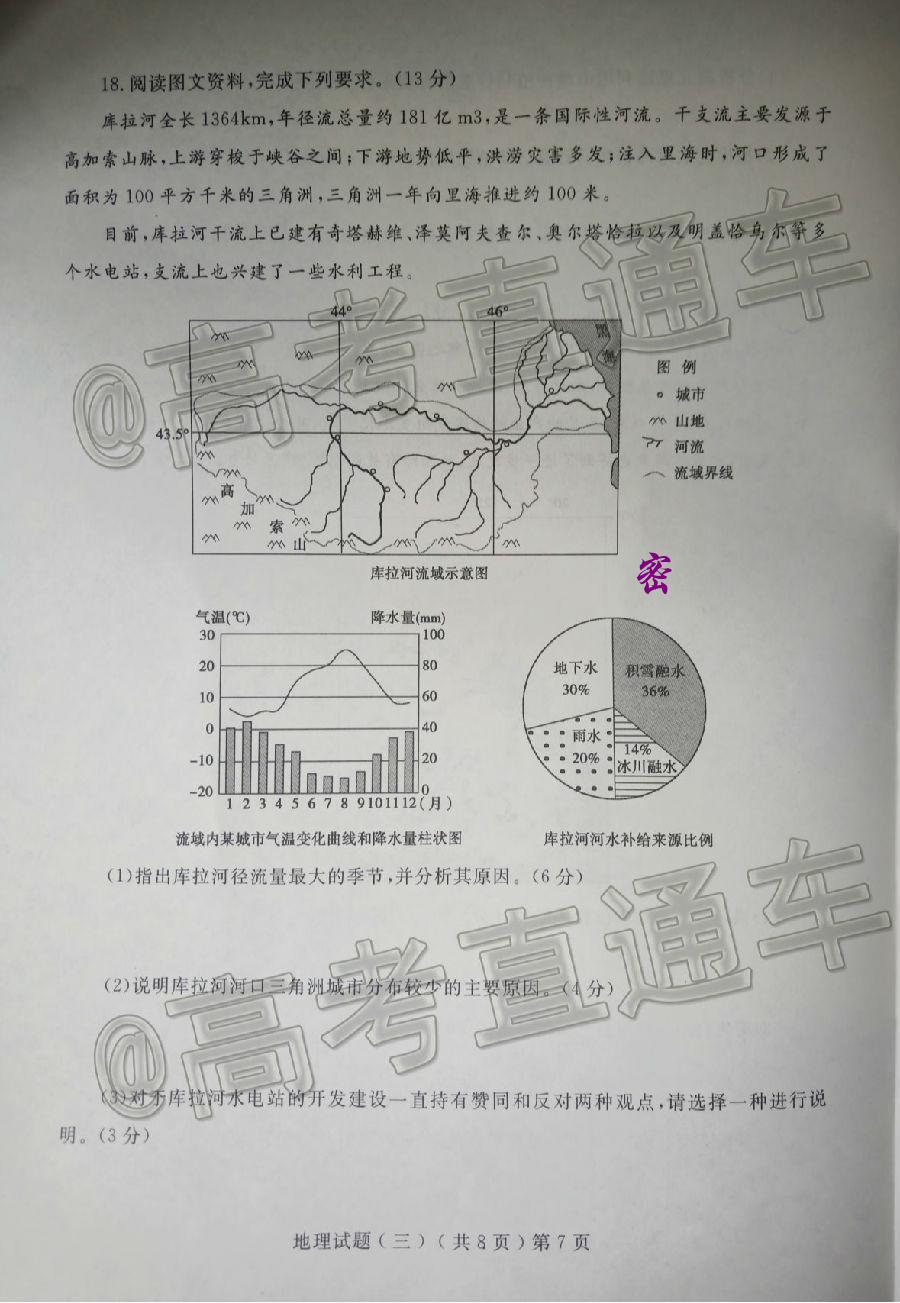 18.阅读图文资料,完成下列要求。(13分)
库拉河全长1364km,年径流总量约181亿m3,是一条国际性河流。干支流主要发源于
高加索山脉,上游穿梭于峡谷之间;下游地势低平,洪涝灾害多发;注入里海时,河口形成了
面积为100平方千米的三角洲,三角洲一年向里海推进约100米。
目前,库拉河干流上已建有奇塔赫维、泽莫阿夫查尔、奥尔塔恰拉以及明盖恰乌尔等多
个水电站,支流上也兴建了一些水利工程。
@高考直通车
44° 46°
黑海
43.5°
高加索山
图 例
城市
山地
河流
流域界线
库拉河流域示意图
密
气温(℃) 降水量(mm)
30 100
20 80
10 60
0 40
-10 20
-20 0
1 2 3 4 5 6 7 8 9101112(月)
流域内某城市气温变化曲线和降水量柱状图
地下水
30%
积雪融水
36%
雨水
20%
14%
冰川融水
库拉河河水补给来源比例
(1)指出库拉河径流量最大的季节,并分析其原因。(6分)
(2)说明库拉河河口三角洲城市分布较少的主要原因。(4分)
@高考直通车
(3)对于库拉河水电站的开发建设一直持有赞同和反对两种观点,请选择一种进行说
明。(3分)
地理试题(三)(共8页)第7页